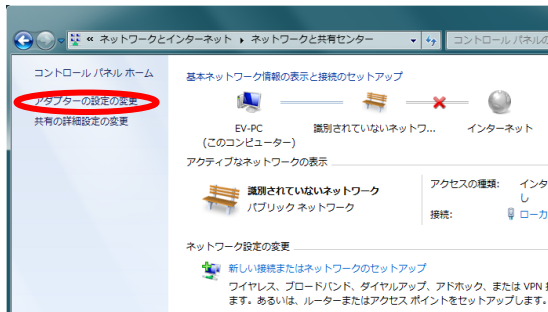 « ネットワークとインターネット ▸ ネットワークと共有センター
コントロール パネルの
コントロール パネル ホーム
アダプターの設定の変更
共有の詳細設定の変更
基本ネットワーク情報の表示と接続のセットアップ
EV-PC
(このコンピューター)
識別されていないネットワ...
インターネット
アクティブなネットワークの表示
識別されていないネットワーク
パブリック ネットワーク
アクセスの種類:
インタ
し
接続:
ローカ
ネットワーク設定の変更
新しい接続またはネットワークのセットアップ
ワイヤレス、ブロードバンド、ダイヤルアップ、アドホック、または VPN
ます。あるいは、ルーターまたはアクセス ポイントをセットアップします。